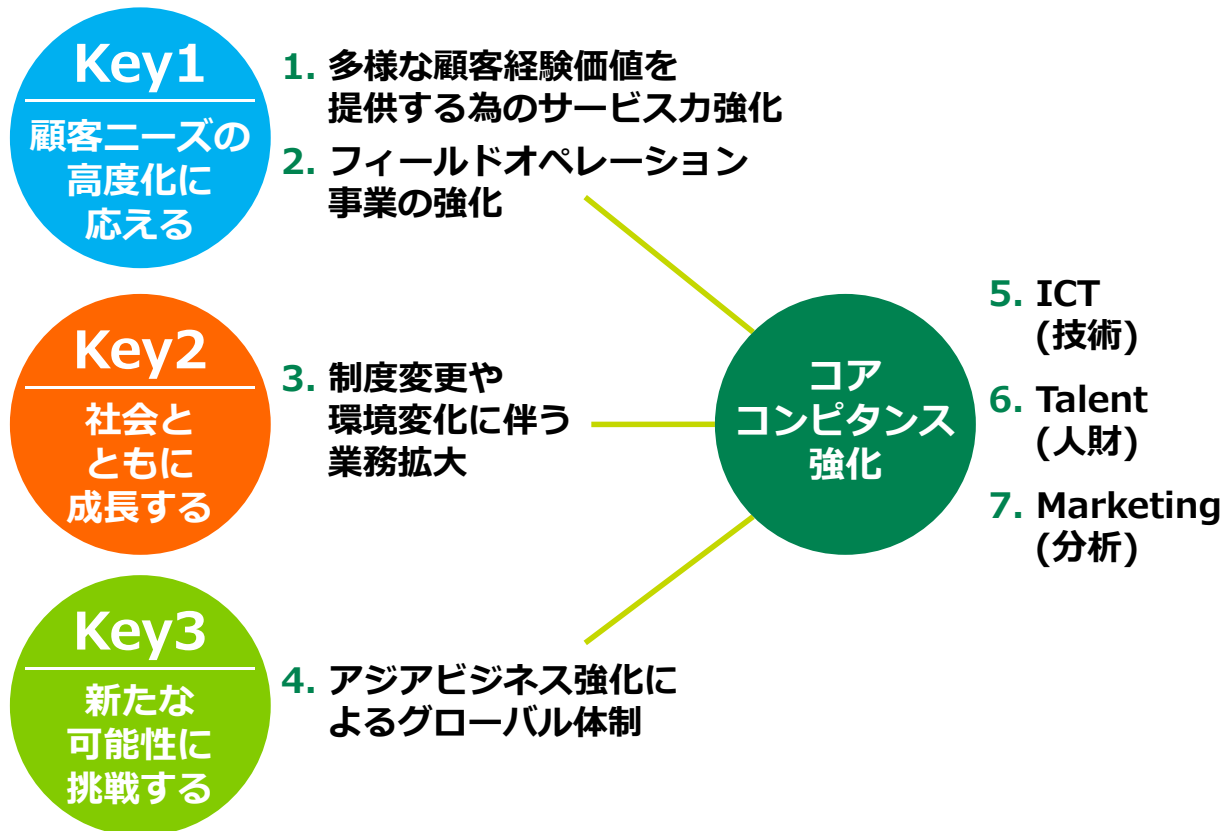 Key1
顧客ニーズの
高度化に
応える
1. 多様な顧客経験価値を
提供する為のサービス力強化
2. フィールドオペレーション
事業の強化
Key2
社会と
ともに
成長する
3. 制度変更や
環境変化に伴う
業務拡大
Key3
新たな
可能性に
挑戦する
4. アジアビジネス強化に
よるグローバル体制
コア
コンピタンス
強化
5. ICT
(技術)
6. Talent
(人財)
7. Marketing
(分析)